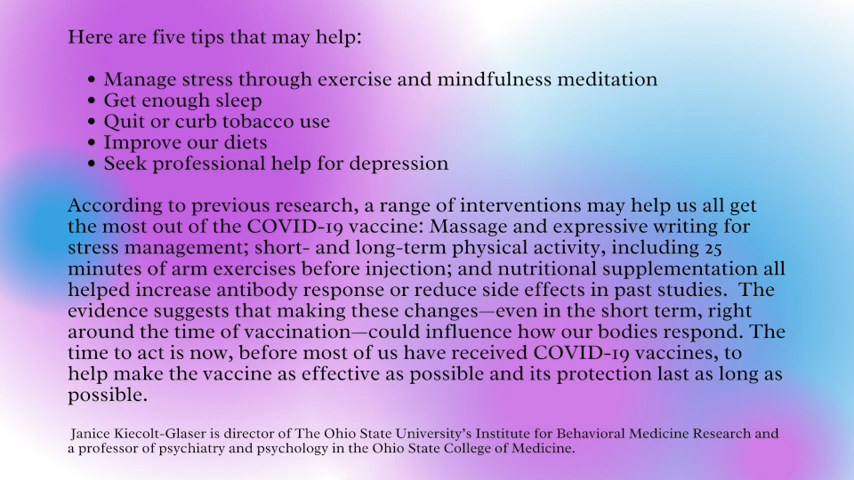 Here are five tips that may help:
• Manage stress through exercise and mindfulness meditation
• Get enough sleep
• Quit or curb tobacco use
• Improve our diets
• Seek professional help for depression
According to previous research, a range of interventions may help us all get
the most out of the COVID-19 vaccine: Massage and expressive writing for
stress management; short- and long-term physical activity, including 25
minutes of arm exercises before injection; and nutritional supplementation all
helped increase antibody response or reduce side effects in past studies.  The
evidence suggests that making these changes—even in the short term, right
around the time of vaccination—could influence how our bodies respond. The
time to act is now, before most of us have received COVID-19 vaccines, to
help make the vaccine as effective as possible and its protection last as long as
possible.
Janice Kiecolt-Glaser is director of The Ohio State University’s Institute for Behavioral Medicine Research and
a professor of psychiatry and psychology in the Ohio State College of Medicine.